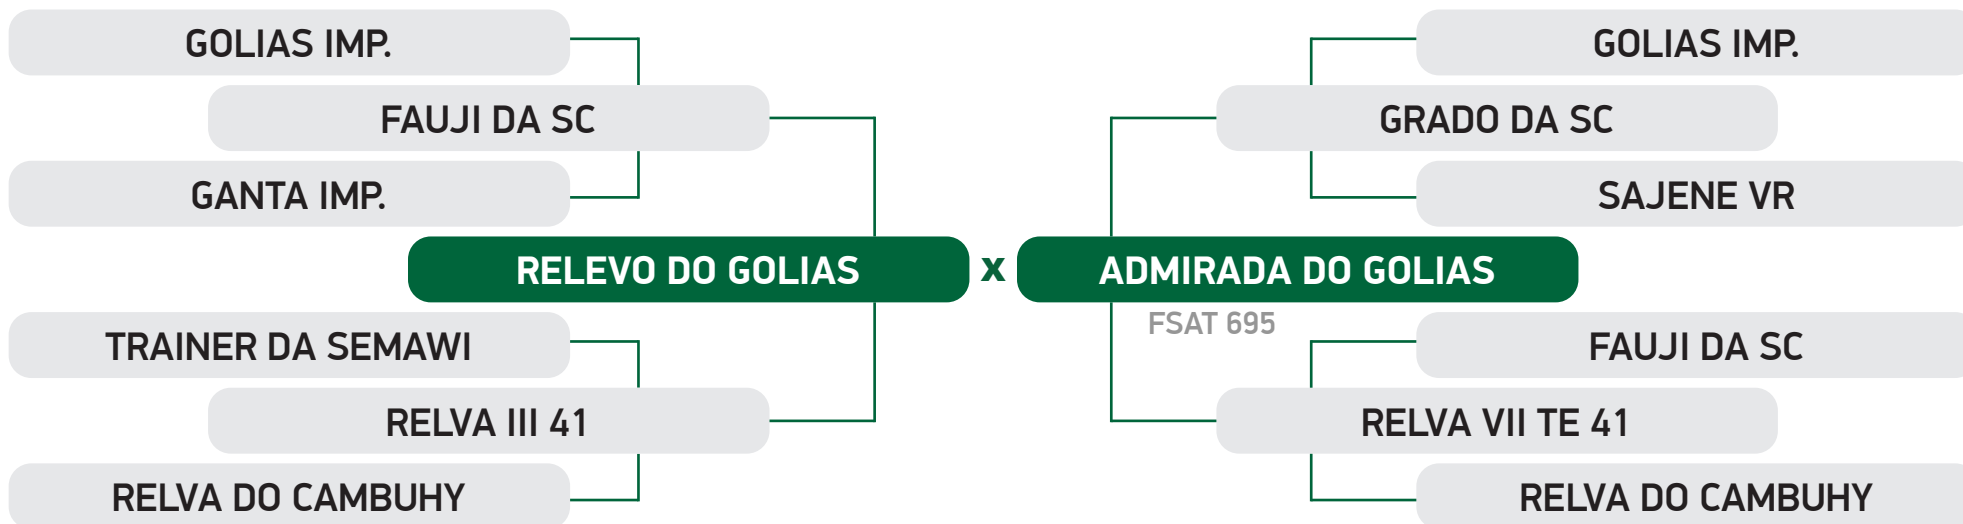 GOLIAS IMP.
GOLIAS IMP.
FAUJI DA SC
GRADO DA SC
GANTA IMP.
SAJENE VR
RELEVO DO GOLIAS x ADMIRADA DO GOLIAS
FSAT 695
TRAINER DA SEMAWI
FAUJI DA SC
RELVA III 41
RELVA VII TE 41
RELVA DO CAMBUHY
RELVA DO CAMBUHY